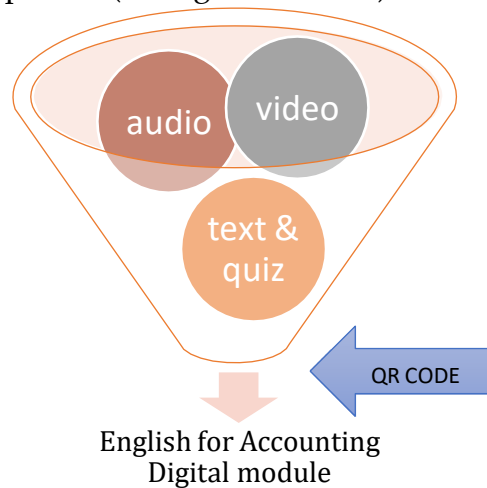 audio
video
text &
quiz
QR CODE
English for Accounting
Digital module